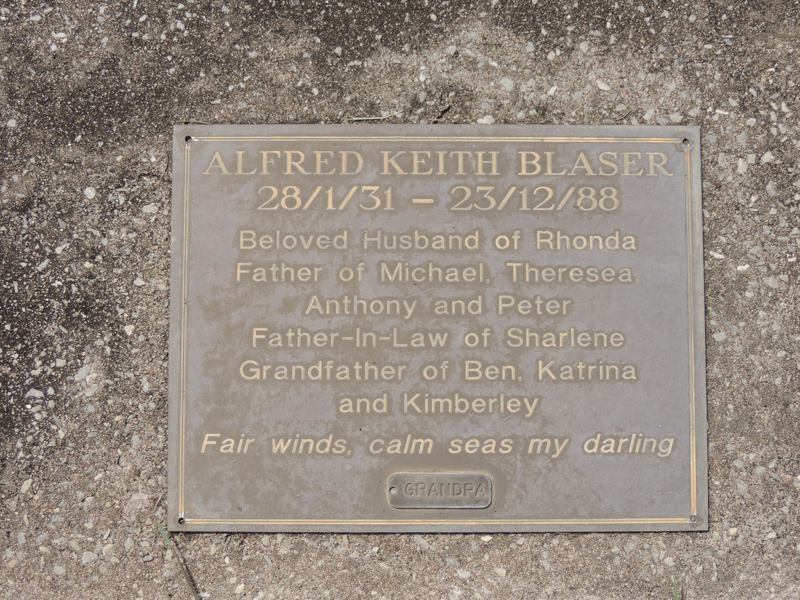 ALFRED KEITH BLASER
28/1/31 – 23/12/88
Beloved Husband of Rhonda
Father of Michael, Theresea,
Anthony and Peter
Father-In-Law of Sharlene
Grandfather of Ben, Katrina
and Kimberley
Fair winds, calm seas my darling
GRANDPA